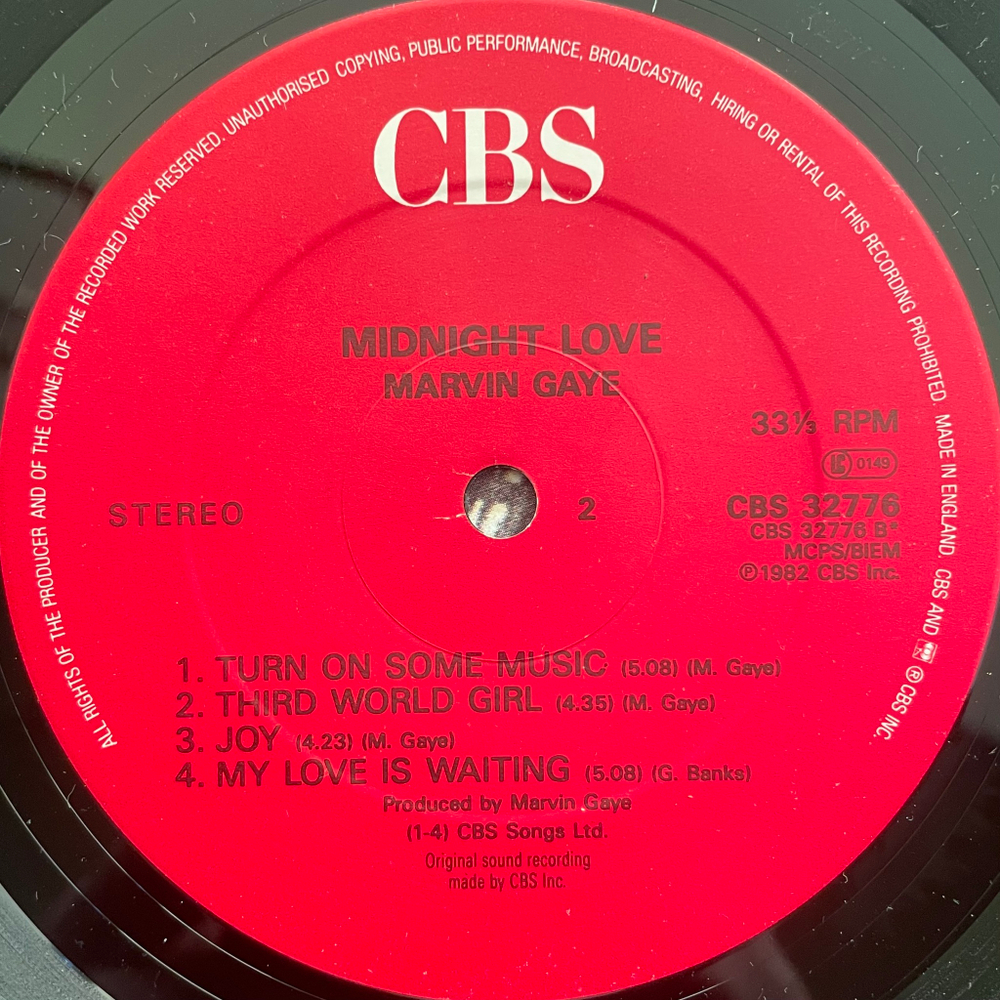 ALL RIGHTS OF THE PRODUCER AND OF THE OWNER OF THE RECORDED WORK RESERVED. UNAUTHORISED COPYING, PUBLIC PERFORMANCE, BROADCASTING, HIRING OR RENTAL OF THIS RECORDING PROHIBITED. MADE IN ENGLAND. CBS AND ® CBS INC.
CBS
MIDNIGHT LOVE
MARVIN GAYE
33⅓ RPM
LC 0149
STEREO
2
CBS 32776
CBS 32776 B*
MCPS/BIEM
℗1982 CBS Inc.
1. TURN ON SOME MUSIC (5.08) (M. Gaye)
2. THIRD WORLD GIRL (4.35) (M. Gaye)
3. JOY (4.23) (M. Gaye)
4. MY LOVE IS WAITING (5.08) (G. Banks)
Produced by Marvin Gaye
(1-4) CBS Songs Ltd.
Original sound recording
made by CBS Inc.